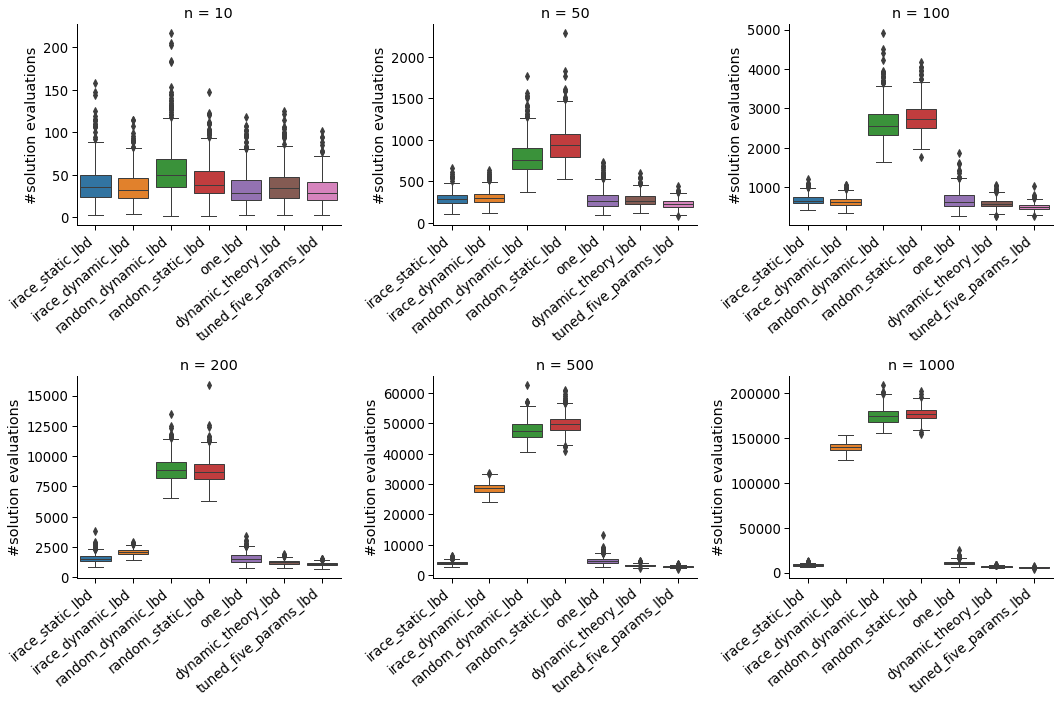 n = 10
#solution evaluations
200
150
100
50
0
irace_static_lbd
irace_dynamic_lbd
random_dynamic_lbd
random_static_lbd
one_lbd
dynamic_theory_lbd
tuned_five_params_lbd
n = 50
#solution evaluations
2000
1500
1000
500
0
irace_static_lbd
irace_dynamic_lbd
random_dynamic_lbd
random_static_lbd
one_lbd
dynamic_theory_lbd
tuned_five_params_lbd
n = 100
#solution evaluations
5000
4000
3000
2000
1000
irace_static_lbd
irace_dynamic_lbd
random_dynamic_lbd
random_static_lbd
one_lbd
dynamic_theory_lbd
tuned_five_params_lbd
n = 200
#solution evaluations
15000
12500
10000
7500
5000
2500
0
irace_static_lbd
irace_dynamic_lbd
random_dynamic_lbd
random_static_lbd
one_lbd
dynamic_theory_lbd
tuned_five_params_lbd
n = 500
#solution evaluations
60000
50000
40000
30000
20000
10000
0
irace_static_lbd
irace_dynamic_lbd
random_dynamic_lbd
random_static_lbd
one_lbd
dynamic_theory_lbd
tuned_five_params_lbd
n = 1000
#solution evaluations
200000
150000
100000
50000
0
irace_static_lbd
irace_dynamic_lbd
random_dynamic_lbd
random_static_lbd
one_lbd
dynamic_theory_lbd
tuned_five_params_lbd